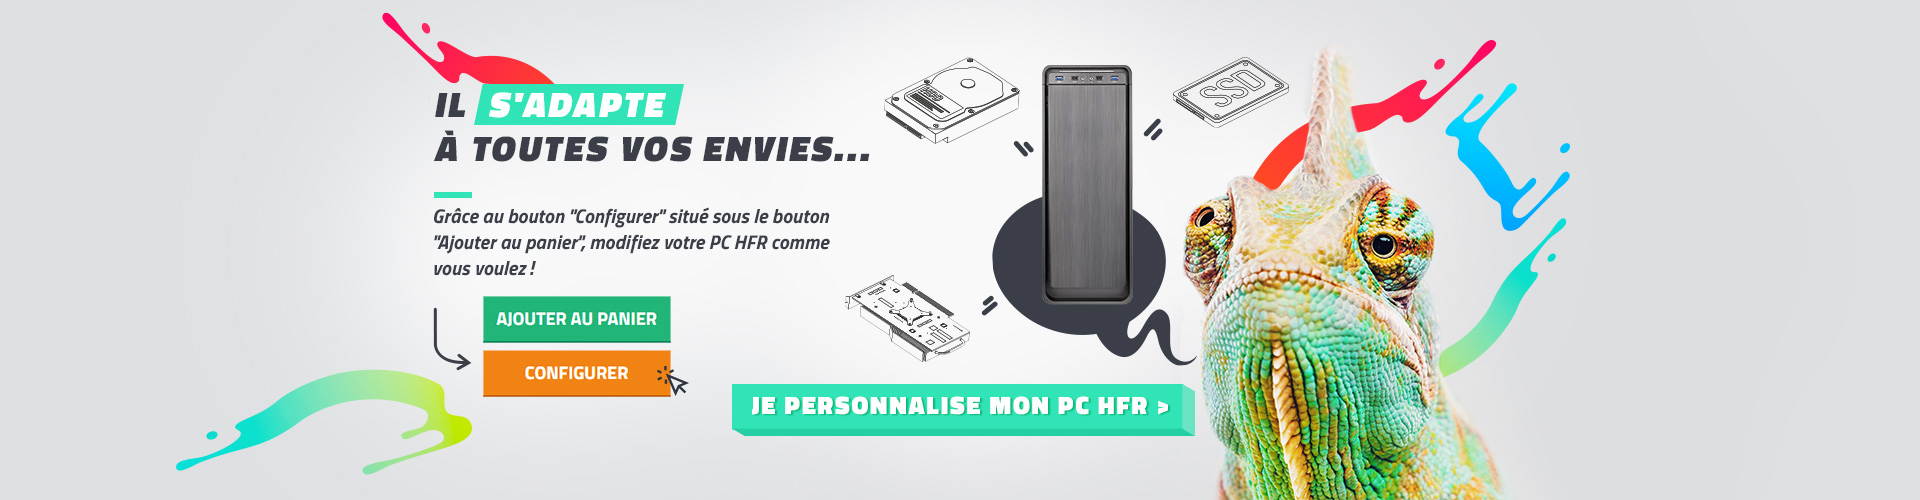 IL S'ADAPTE
À TOUTES VOS ENVIES...
Grâce au bouton "Configurer" situé sous le bouton
"Ajouter au panier", modifiez votre PC HFR comme
vous voulez !
AJOUTER AU PANIER
CONFIGURER
SSD
JE PERSONNALISE MON PC HFR >